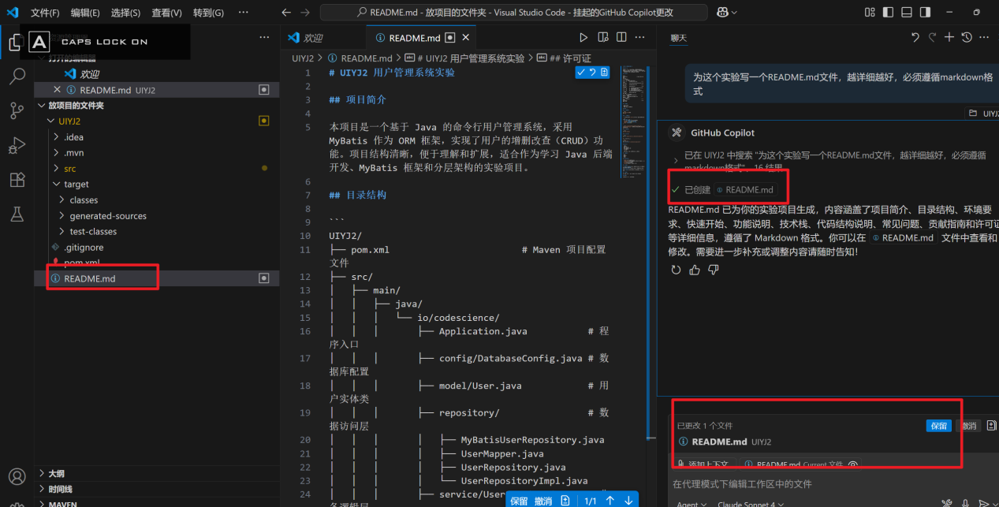 文件(F) 编辑(E) 选择(S) 查看(V) 转到(G) ··· README.md - 放项目的文件夹 - Visual Studio Code - 挂起的GitHub Copilot更改
A CAPS LOCK ON
打开的编辑器
欢迎
README.md UIYJ2
放项目的文件夹
UIYJ2
.idea
.mvn
src
target
classes
generated-sources
test-classes
.gitignore
pom.xml
README.md
大纲
时间线
MAVEN
欢迎 README.md
UIYJ2 > README.md > # UIYJ2 用户管理系统实验 > ## 许可证
1 # UIYJ2 用户管理系统实验
2
3 ## 项目简介
4
5 本项目是一个基于 Java 的命令行用户管理系统，采用
MyBatis 作为 ORM 框架，实现了用户的增删改查（CRUD）功
能。项目结构清晰，便于理解和扩展，适合作为学习 Java 后端
开发、MyBatis 框架和分层架构的实验项目。
6
7 ## 目录结构
8
9 ```
10 UIYJ2/
11 ├── pom.xml # Maven 项目配置
文件
12 ├── src/
13 │ ├── main/
14 │ │ ├── java/
15 │ │ │ └── io/codescience/
16 │ │ │ ├── Application.java # 程
序入口
17 │ │ │ ├── config/DatabaseConfig.java # 数
据库配置
18 │ │ │ ├── model/User.java # 用
户实体类
19 │ │ │ ├── repository/ # 数
据访问层
20 │ │ │ │ ├── MyBatisUserRepository.java
21 │ │ │ │ ├── UserMapper.java
22 │ │ │ │ ├── UserRepository.java
23 │ │ │ │ └── UserRepositoryImpl.java
24 │ │ │ ├── service/User
保留 撤消 1/1
聊天
为这个实验写一个README.md文件，越详细越好，必须遵循markdown格
式
UIYJ2
GitHub Copilot
已在 UIYJ2 中搜索 "为这个实验写一个README.md文件，越详细越好，必须遵循
markdown格式"，16 结果
已创建 README.md
README.md 已为你的实验项目生成，内容涵盖了项目简介、目录结构、环境要
求、快速开始、功能说明、技术栈、代码结构说明、常见问题、贡献指南和许可证
等详细信息，遵循了 Markdown 格式。你可以在 README.md 文件中查看和
修改。需要进一步补充或调整内容请随时告知！
已更改 1 个文件 保留 撤消
README.md UIYJ2
添加上下文... README.md Current 文件
在代理模式下编辑工作区中的文件
Agent Claude Sonnet 4